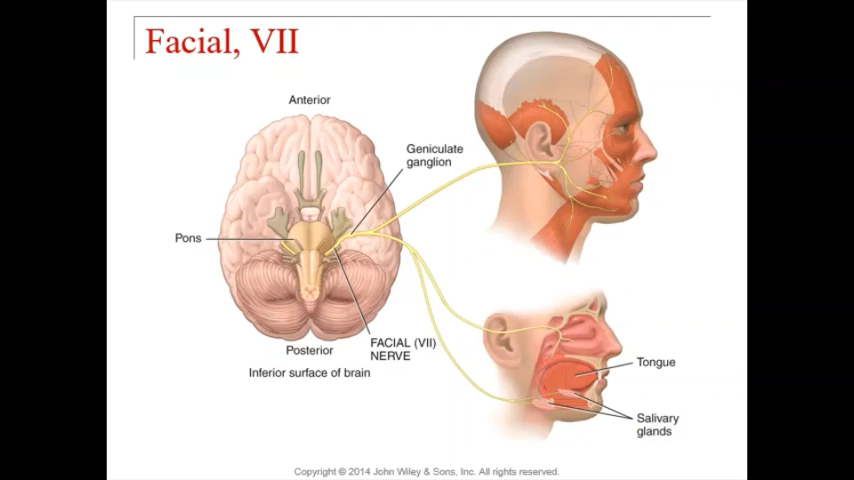 Facial, VII
Anterior
Geniculate
ganglion
Pons
FACIAL (VII)
NERVE
Posterior
Inferior surface of brain
Tongue
Salivary
glands
Copyright © 2014 John Wiley & Sons, Inc. All rights reserved.